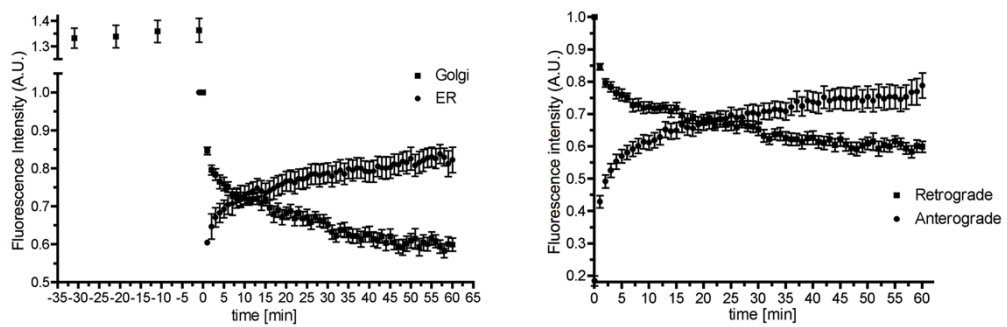 Fluorescence Intensity (A.U.)
1.4
1.3
1.0
0.9
0.8
0.7
0.6
0.5
Golgi
ER
-35-30-25-20-15-10 -5 0 5 10 15 20 25 30 35 40 45 50 55 60 65
time [min]
Fluorescence intensity (A.U.)
1.0
0.9
0.8
0.7
0.6
0.5
0.4
0.3
0.2
Retrograde
Anterograde
0 5 10 15 20 25 30 35 40 45 50 55 60
time [min]